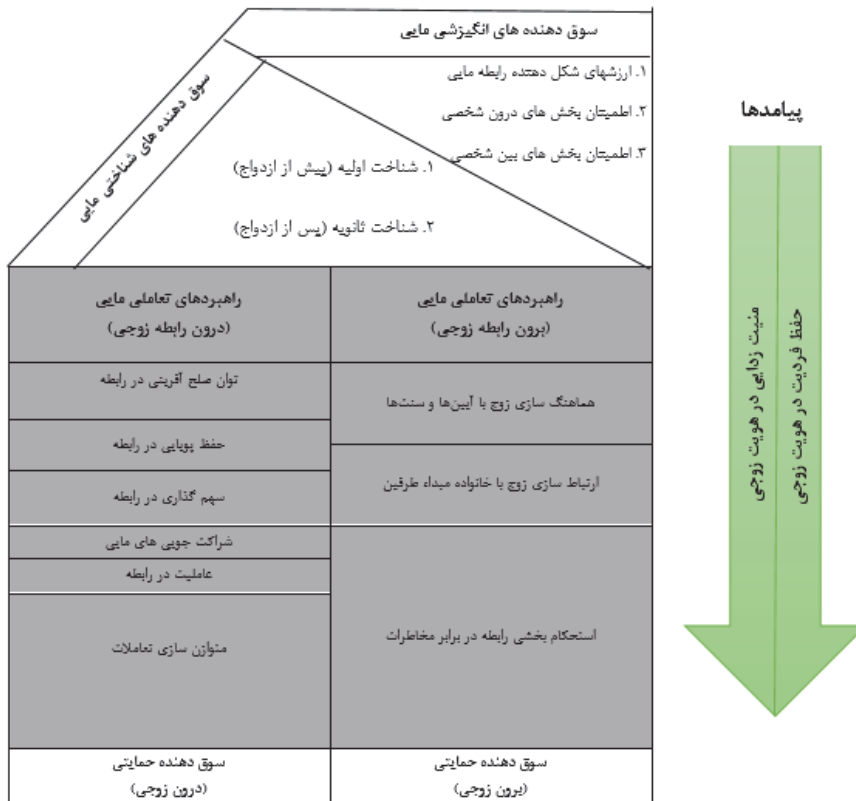 سوق دهنده های انگیزشی مایی
۱. ارزشهای شکل دهنده رابطه مایی
۲. اطمینان بخش های درون شخصی
۳. اطمینان بخش های بین شخصی
سوق دهنده های شناختی مایی
۱. شناخت اولیه (پیش از ازدواج)
۲. شناخت ثانویه (پس از ازدواج)
پیامدها
حفظ فردیت در هویت زوجی
منیت زدایی در هویت زوجی
راهبردهای تعاملی مایی
(برون رابطه زوجی)
هماهنگ سازی زوج با آیین‌ها و سنت‌ها
ارتباط سازی زوج با خانواده مبداء طرفین
استحکام بخشی رابطه در برابر مخاطرات
سوق دهنده حمایتی
(برون زوجی)
راهبردهای تعاملی مایی
(درون رابطه زوجی)
توان صلح آفرینی در رابطه
حفظ پویایی در رابطه
سهم گذاری در رابطه
شراکت جویی های مایی
عاملیت در رابطه
متوازن سازی تعاملات
سوق دهنده حمایتی
(درون زوجی)